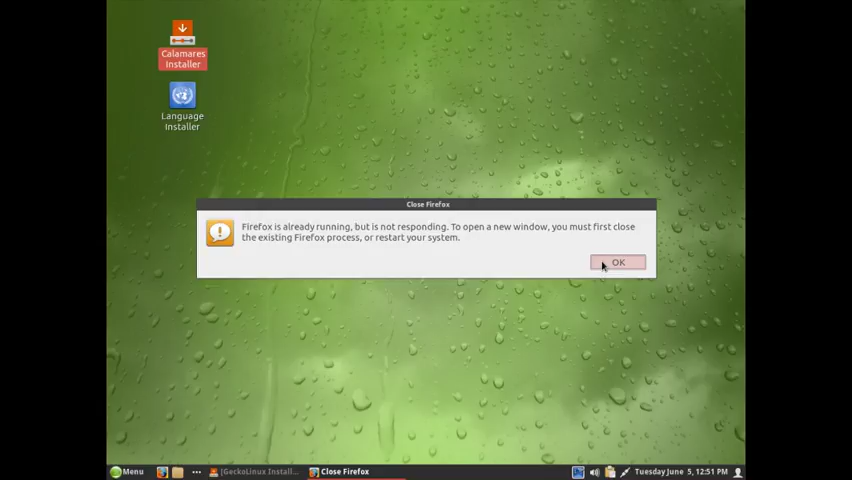 Calamares
Installer
Language
Installer
Close Firefox
Firefox is already running, but is not responding. To open a new window, you must first close
the existing Firefox process, or restart your system.
OK
Menu
[GeckoLinux Install...
Close Firefox
Tuesday June 5, 12:51 PM